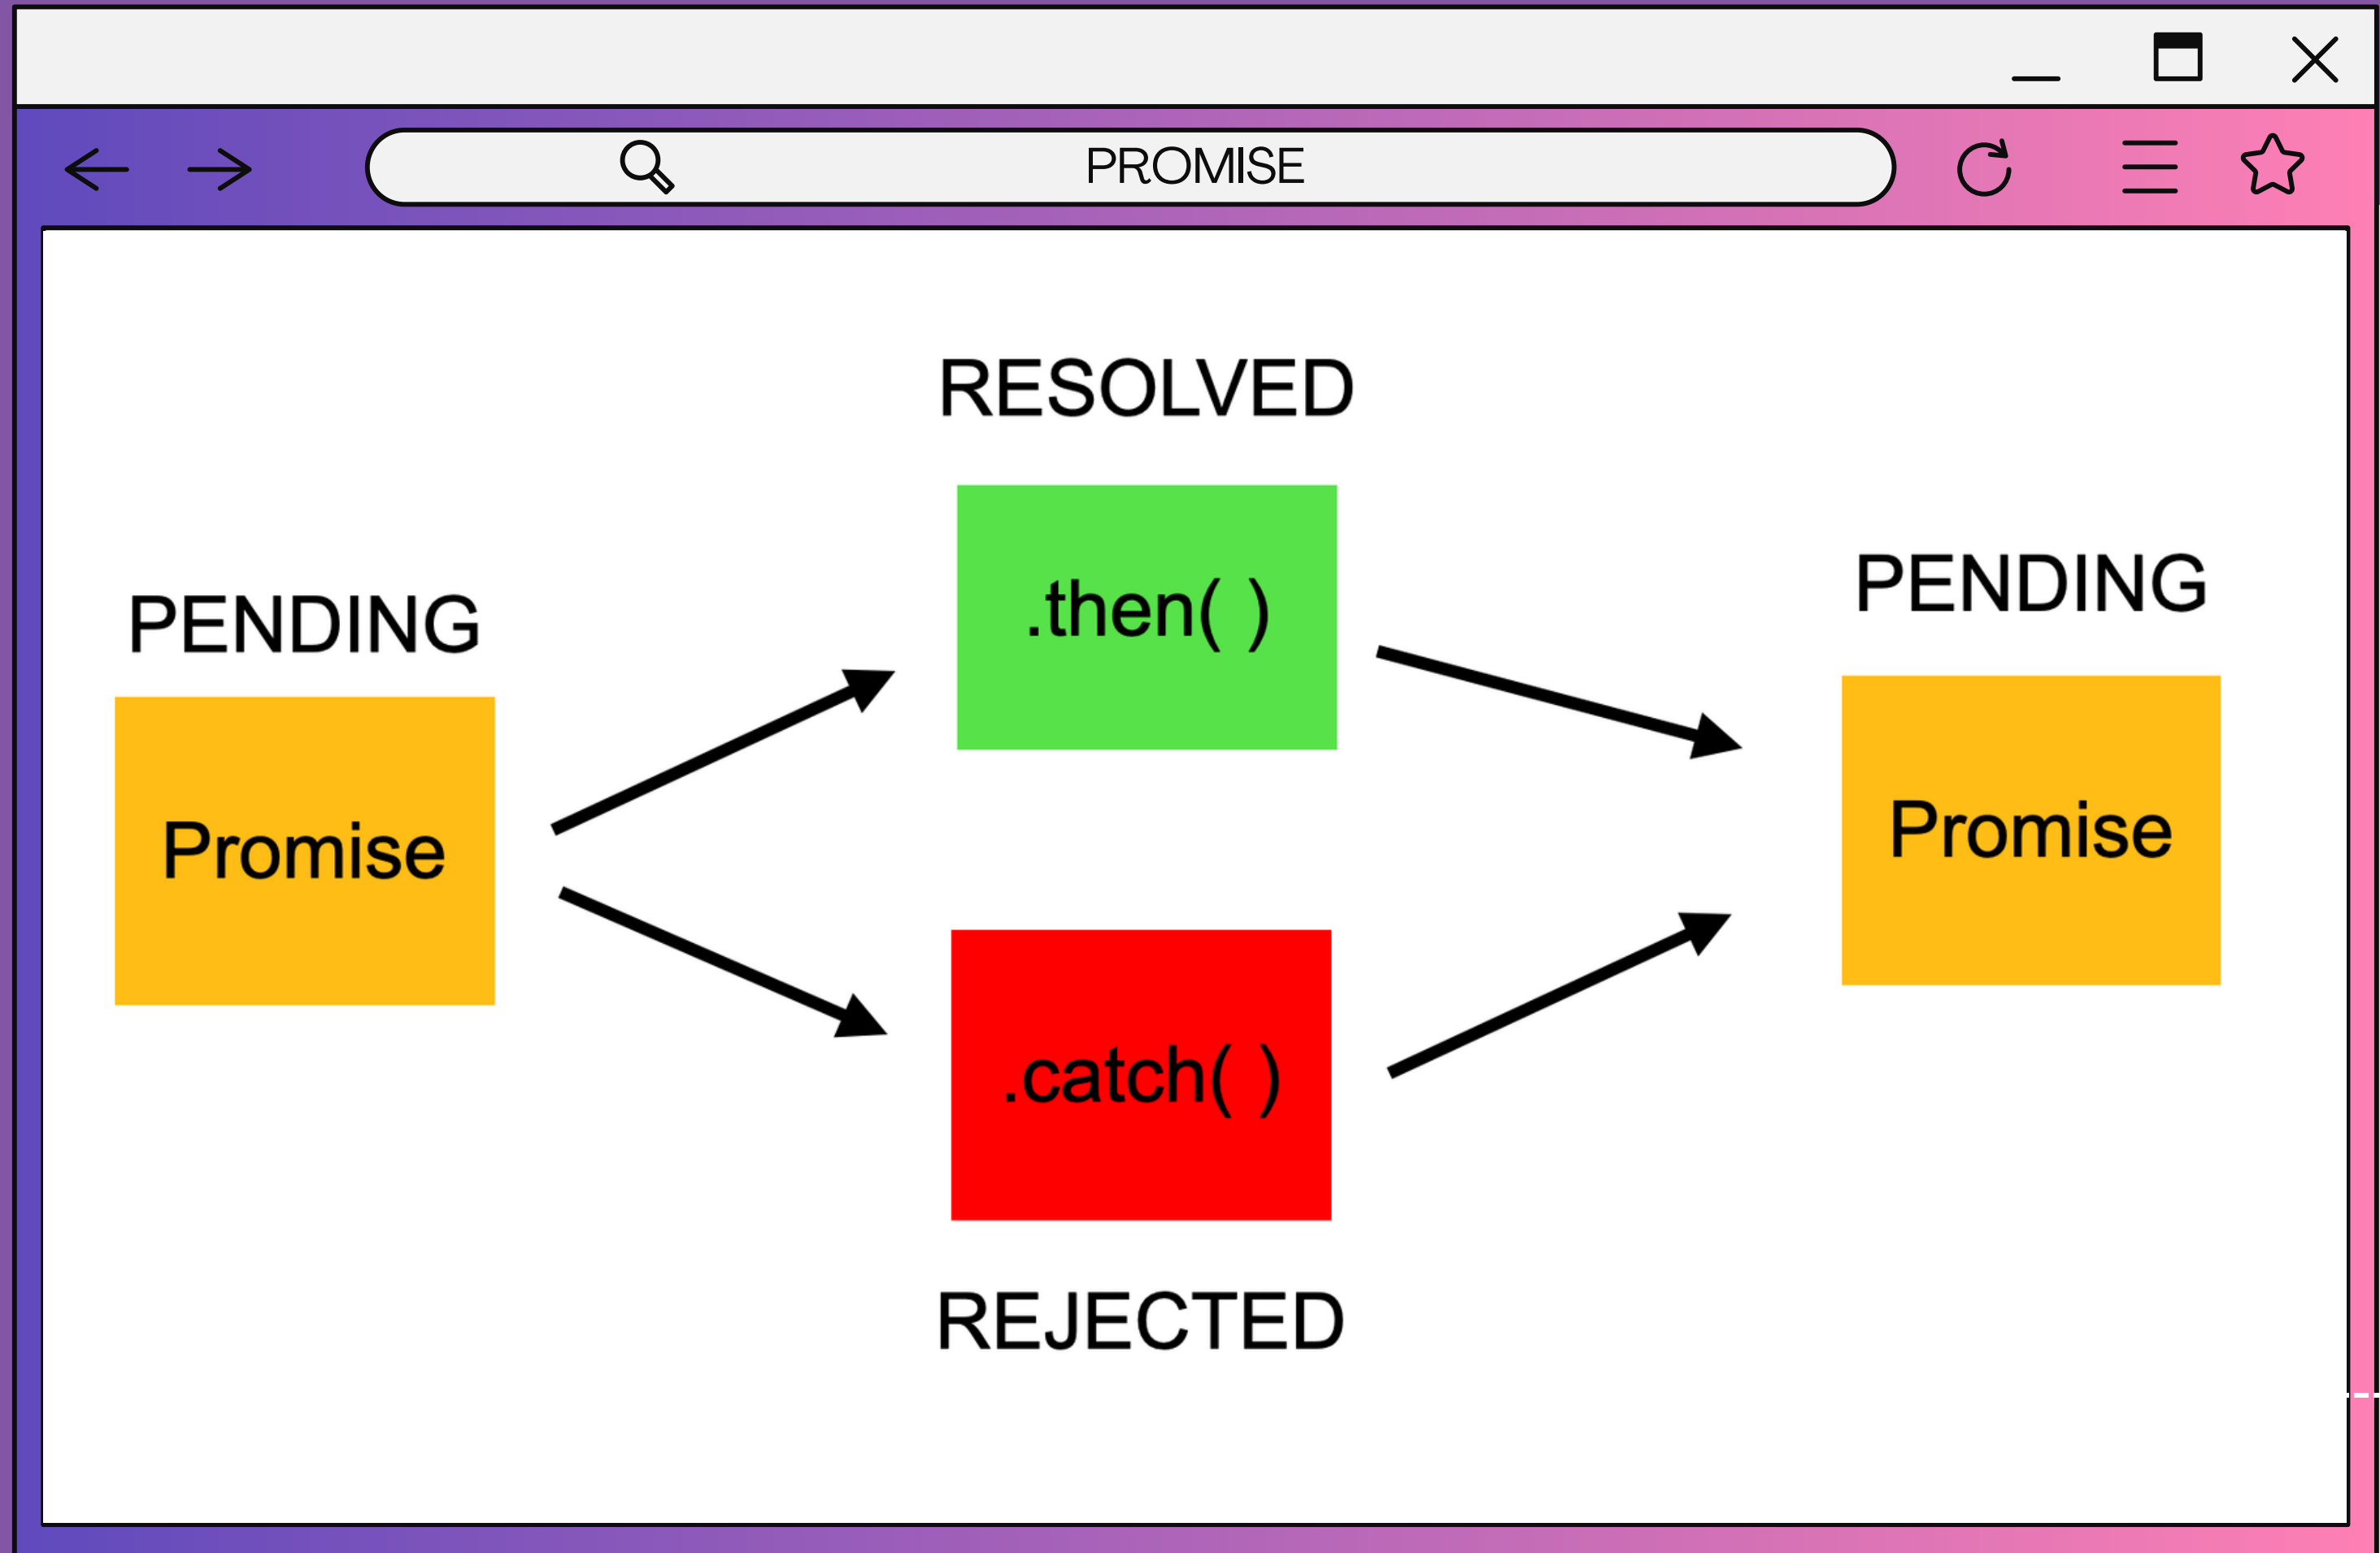 PROMISE
RESOLVED
.then( )
PENDING
Promise
PENDING
Promise
.catch( )
REJECTED